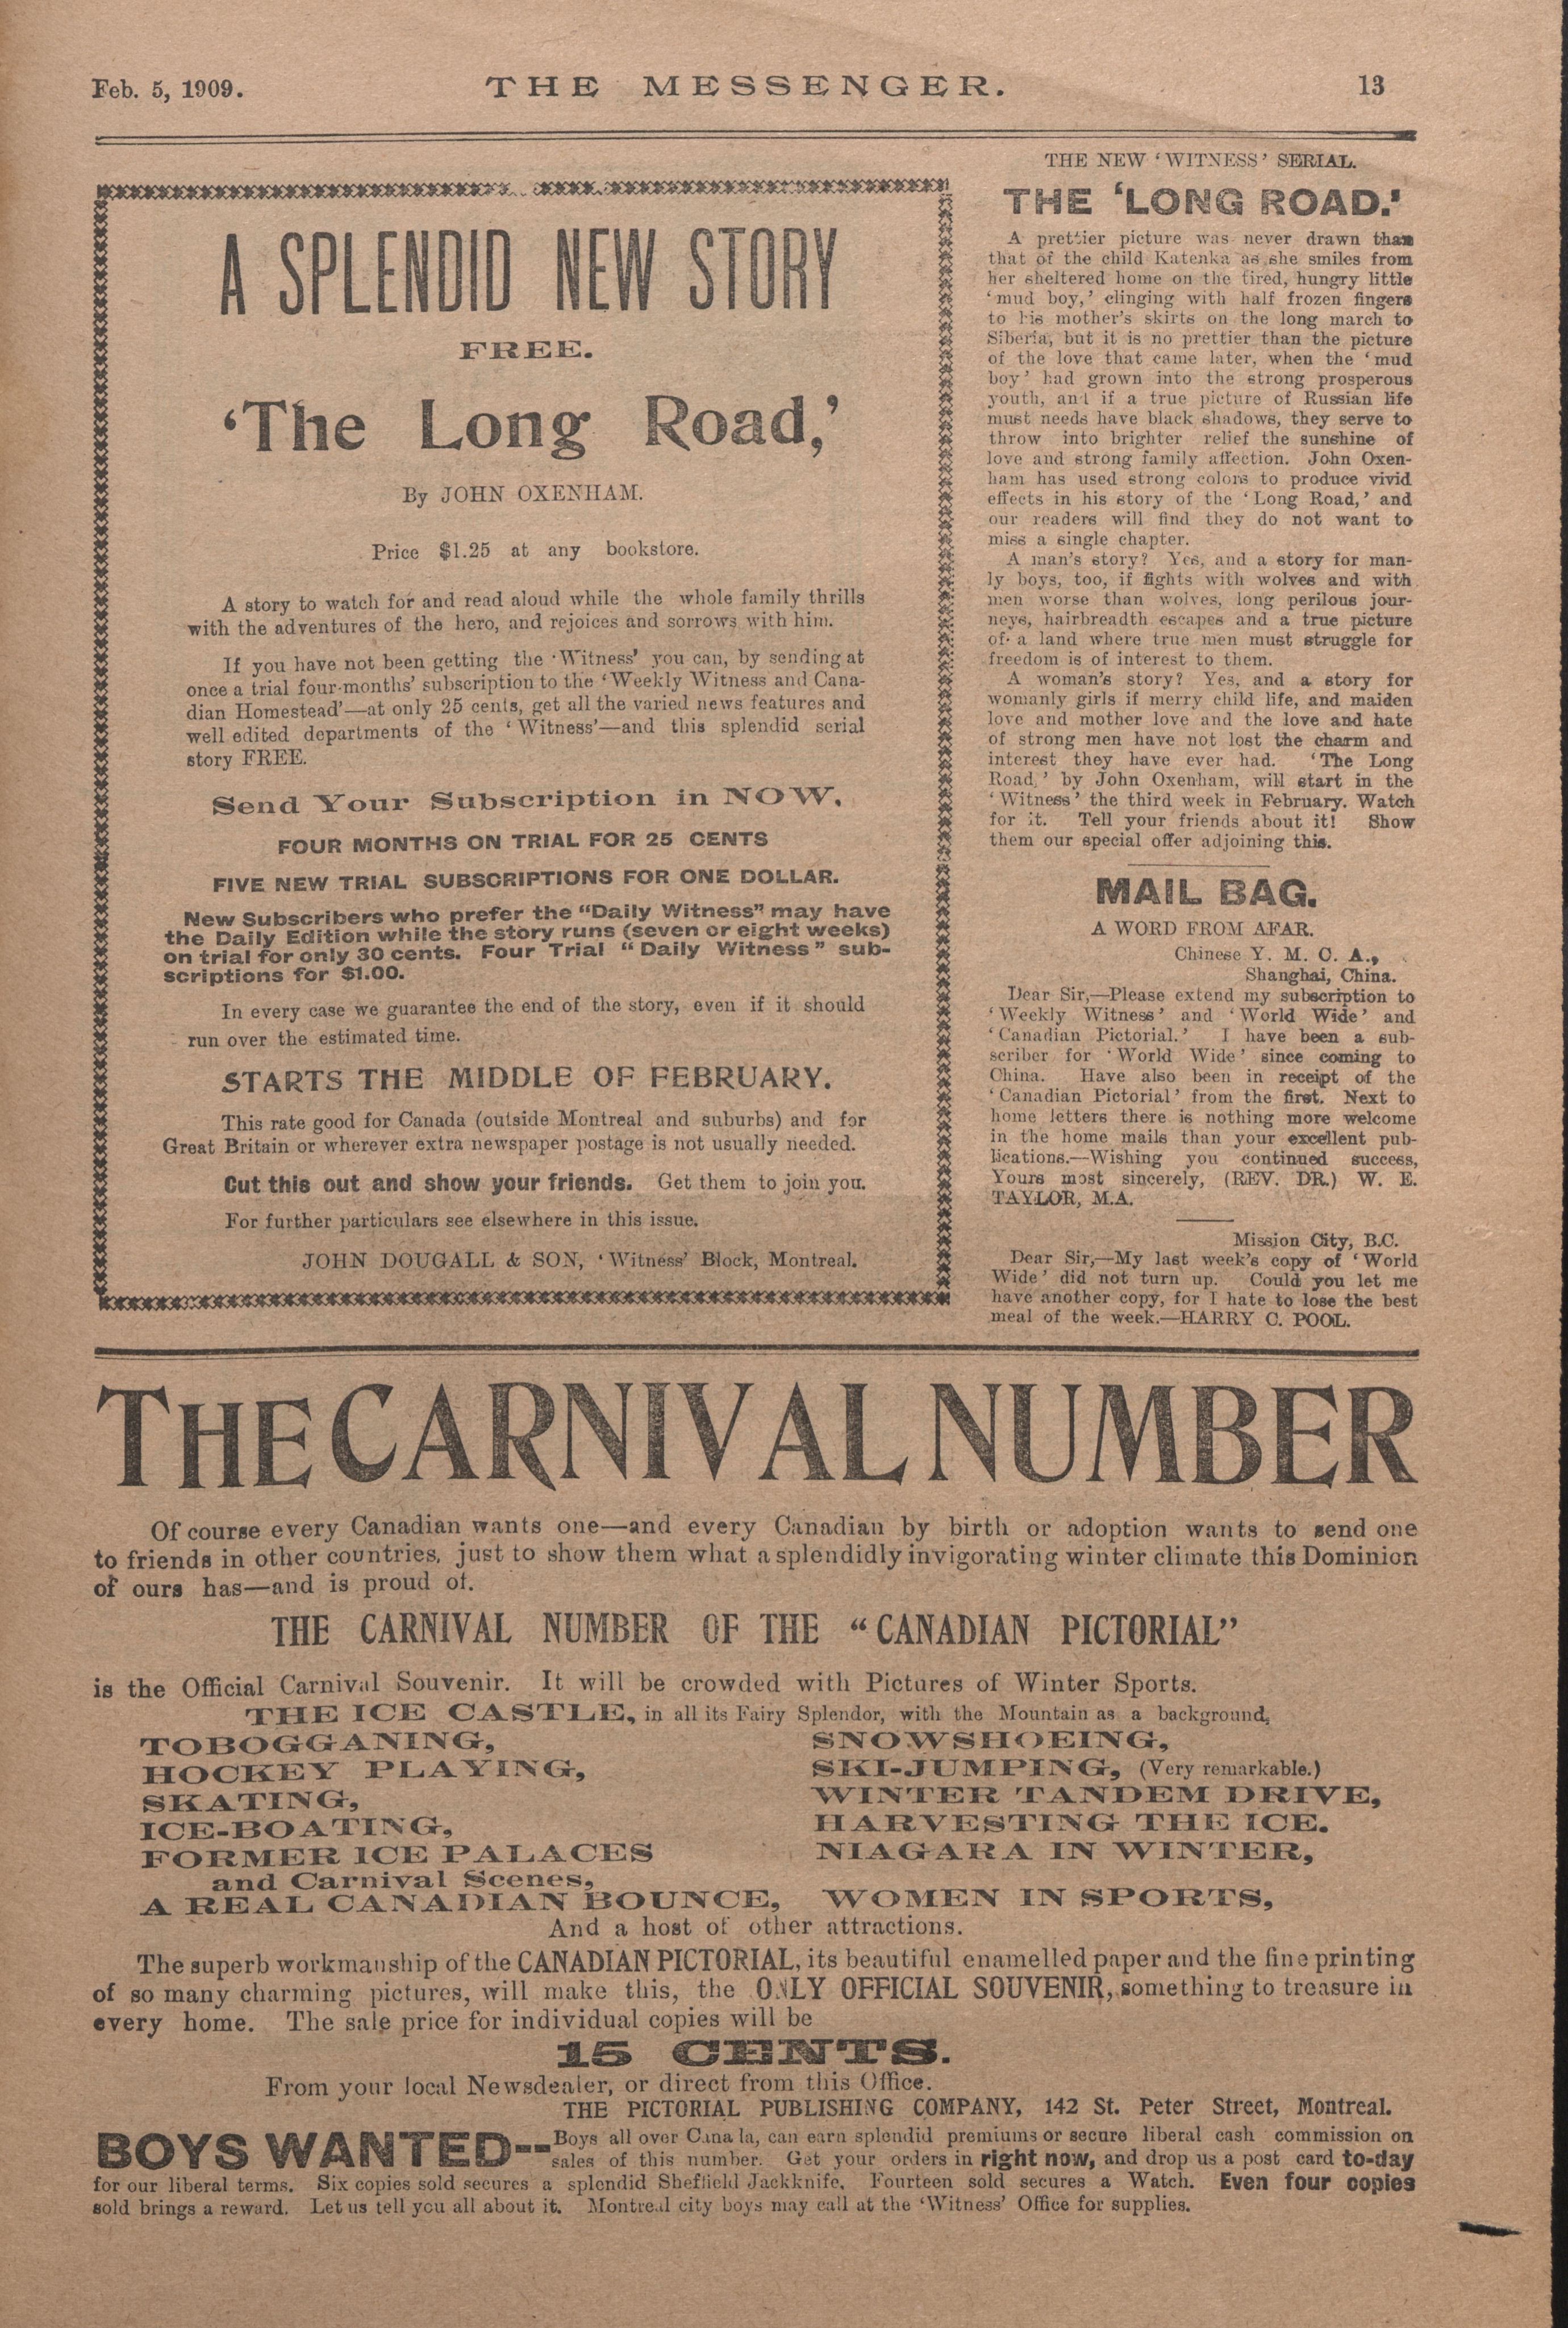 Feb. 5, 1909.
THE MESSENGER.
13
A SPLENDID NEW STORY
FREE.
‘The Long Road,’
By JOHN OXENHAM.
Price $1.25 at any bookstore.
A story to watch for and read aloud while the whole family thrills
with the adventures of the hero, and rejoices and sorrows with him.
If you have not been getting the ‘Witness’ you can, by sending at
once a trial four-months’ subscription to the ‘Weekly Witness and Cana-
dian Homestead’—at only 25 cents, get all the varied news features and
well edited departments of the ‘Witness’—and this splendid serial
story FREE.
Send Your Subscription in NOW.
FOUR MONTHS ON TRIAL FOR 25 CENTS
FIVE NEW TRIAL SUBSCRIPTIONS FOR ONE DOLLAR.
New Subscribers who prefer the “Daily Witness” may have
the Daily Edition while the story runs (seven or eight weeks)
on trial for only 30 cents. Four Trial “Daily Witness” sub-
scriptions for $1.00.
In every case we guarantee the end of the story, even if it should
run over the estimated time.
STARTS THE MIDDLE OF FEBRUARY.
This rate good for Canada (outside Montreal and suburbs) and for
Great Britain or wherever extra newspaper postage is not usually needed.
Cut this out and show your friends. Get them to join you.
For further particulars see elsewhere in this issue.
JOHN DOUGALL & SON, ‘Witness’ Block, Montreal.
THE NEW ‘WITNESS’ SERIAL.
THE ‘LONG ROAD.’
A prettier picture was never drawn than
that of the child Katenka as she smiles from
her sheltered home on the tired, hungry little
‘mud boy,’ clinging with half frozen fingers
to his mother’s skirts on the long march to
Siberia, but it is no prettier than the picture
of the love that came later, when the ‘mud
boy’ had grown into the strong prosperous
youth, and if a true picture of Russian life
must needs have black shadows, they serve to
throw into brighter relief the sunshine of
love and strong family affection. John Oxen-
ham has used strong colors to produce vivid
effects in his story of the ‘Long Road,’ and
our readers will find they do not want to
miss a single chapter.
A man’s story? Yes, and a story for man-
ly boys, too, if fights with wolves and with
men worse than wolves, long perilous jour-
neys, hairbreadth escapes and a true picture
of a land where true men must struggle for
freedom is of interest to them.
A woman’s story? Yes, and a story for
womanly girls if merry child life, and maiden
love and mother love and the love and hate
of strong men have not lost the charm and
interest they have ever had. ‘The Long
Road,’ by John Oxenham, will start in the
‘Witness’ the third week in February. Watch
for it. Tell your friends about it! Show
them our special offer adjoining this.
MAIL BAG.
A WORD FROM AFAR.
Chinese Y. M. C. A.,
Shanghai, China.
Dear Sir,—Please extend my subscription to
‘Weekly Witness’ and ‘World Wide’ and
‘Canadian Pictorial.’ I have been a sub-
scriber for ‘World Wide’ since coming to
China. Have also been in receipt of the
‘Canadian Pictorial’ from the first. Next to
home letters there is nothing more welcome
in the home mails than your excellent pub-
lications.—Wishing you continued success,
Yours most sincerely, (REV. DR.) W. E.
TAYLOR, M.A.
Mission City, B.C.
Dear Sir,—My last week’s copy of ‘World
Wide’ did not turn up. Could you let me
have another copy, for I hate to lose the best
meal of the week.—HARRY C. POOL.
THE CARNIVAL NUMBER
Of course every Canadian wants one—and every Canadian by birth or adoption wants to send one
to friends in other countries, just to show them what a splendidly invigorating winter climate this Dominion
of ours has—and is proud of.
THE CARNIVAL NUMBER OF THE “CANADIAN PICTORIAL”
is the Official Carnival Souvenir. It will be crowded with Pictures of Winter Sports.
THE ICE CASTLE, in all its Fairy Splendor, with the Mountain as a background,
TOBOGGANING,
HOCKEY PLAYING,
SKATING,
ICE-BOATING,
FORMER ICE PALACES
and Carnival Scenes,
A REAL CANADIAN BOUNCE,
SNOWSHOEING,
SKI-JUMPING, (Very remarkable.)
WINTER TANDEM DRIVE,
HARVESTING THE ICE.
NIAGARA IN WINTER,
WOMEN IN SPORTS,
And a host of other attractions.
The superb workmanship of the CANADIAN PICTORIAL, its beautiful enamelled paper and the fine printing
of so many charming pictures, will make this, the ONLY OFFICIAL SOUVENIR, something to treasure in
every home. The sale price for individual copies will be
15 CENTS.
From your local Newsdealer, or direct from this Office.
THE PICTORIAL PUBLISHING COMPANY, 142 St. Peter Street, Montreal.
BOYS WANTED--Boys all over Canada, can earn splendid premiums or secure liberal cash commission on
sales of this number. Get your orders in right now, and drop us a post card to-day
for our liberal terms. Six copies sold secures a splendid Sheffield Jackknife. Fourteen sold secures a Watch. Even four copies
sold brings a reward. Let us tell you all about it. Montreal city boys may call at the ‘Witness’ Office for supplies.